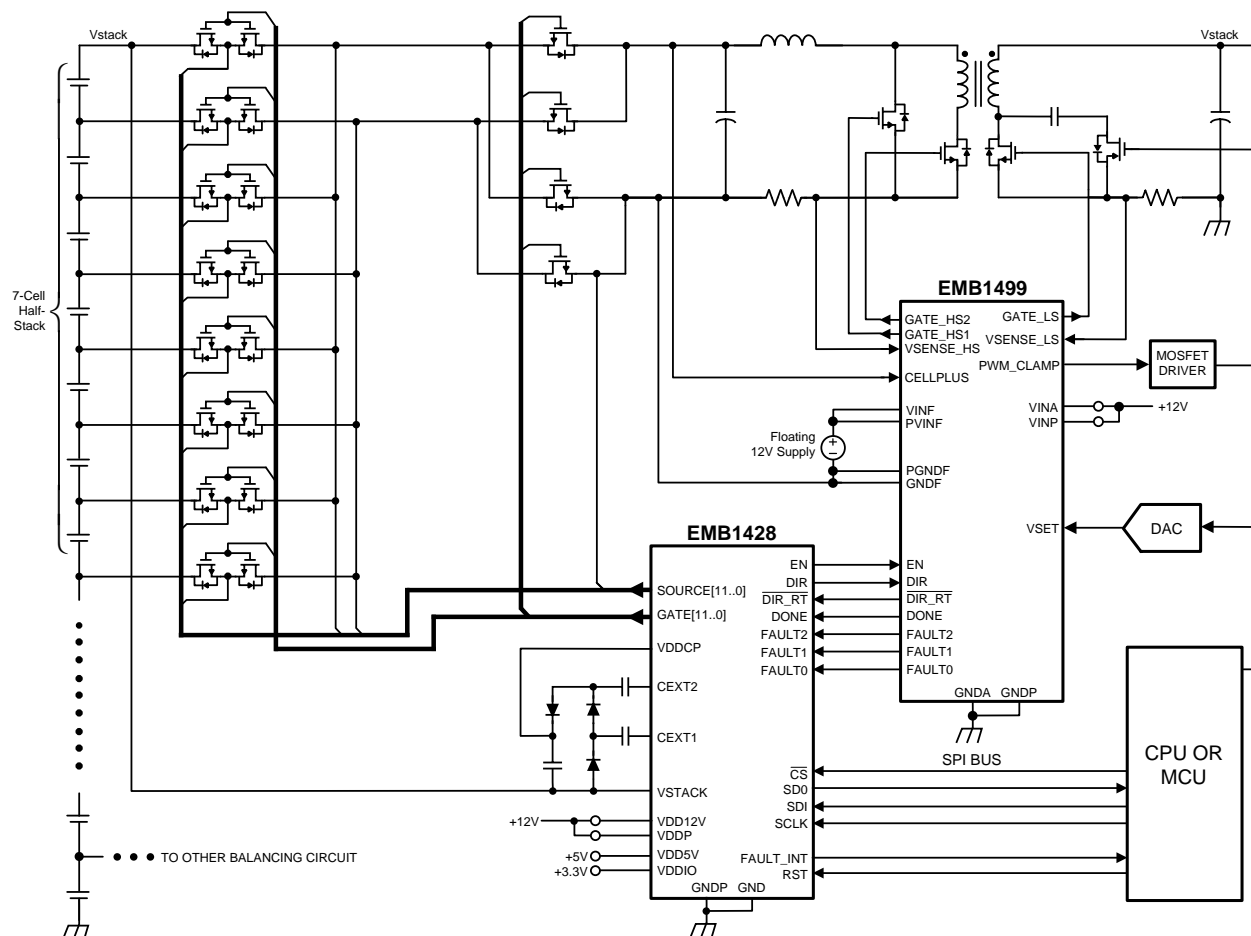 Vstack
Vstack
7-Cell
Half-
Stack
EMB1499
GATE_HS2
GATE_HS1
VSENSE_HS
CELLPLUS
VINF
PVINF
PGNDF
GNDF
EN
DIR
DIR_RT
DONE
FAULT2
FAULT1
FAULT0
GATE_LS
VSENSE_LS
PWM_CLAMP
VINA
VINP
VSET
GNDA GNDP
MOSFET
DRIVER
+12V
Floating
12V Supply
+
−
DAC
EMB1428
SOURCE[11..0]
GATE[11..0]
VDDCP
CEXT2
CEXT1
VSTACK
VDD12V
VDDP
VDD5V
VDDIO
EN
DIR
DIR_RT
DONE
FAULT2
FAULT1
FAULT0
CS
SD0
SDI
SCLK
FAULT_INT
RST
GNDP GND
+12V
+5V
+3.3V
SPI BUS
CPU OR
MCU
TO OTHER BALANCING CIRCUIT